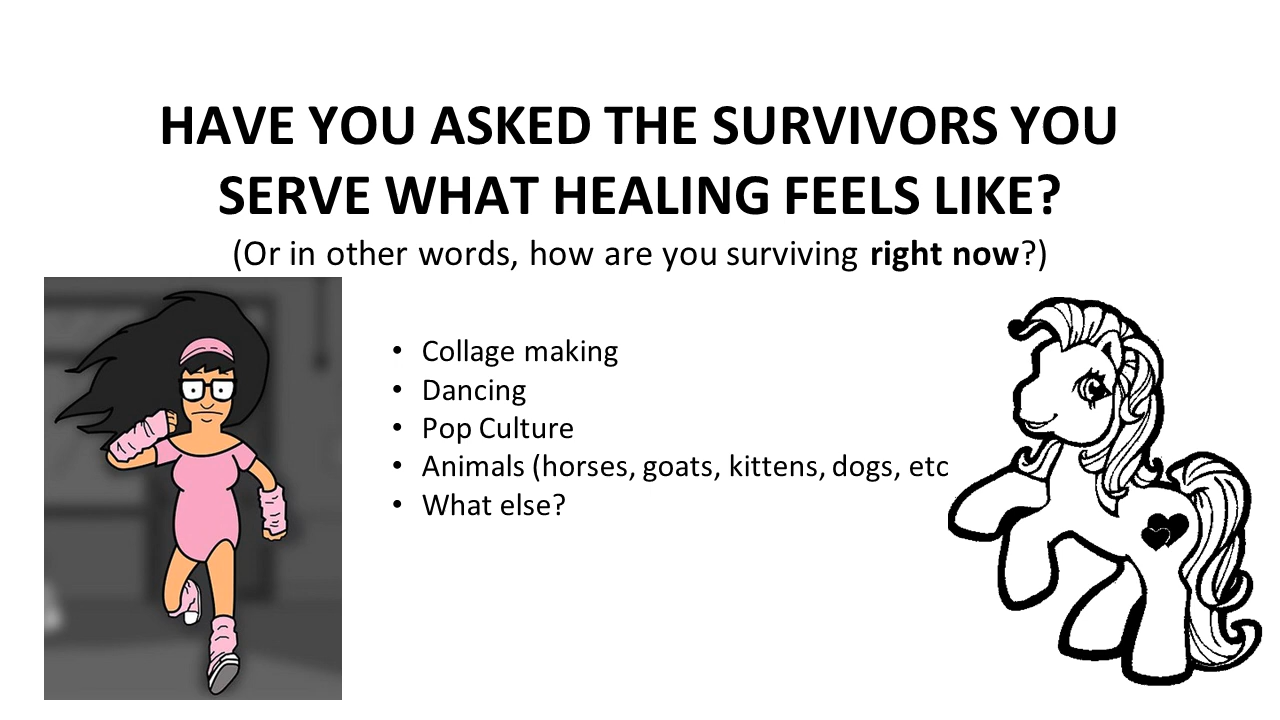 HAVE YOU ASKED THE SURVIVORS YOU
SERVE WHAT HEALING FEELS LIKE?
(Or in other words, how are you surviving right now?)
• Collage making
• Dancing
• Pop Culture
• Animals (horses, goats, kittens, dogs, etc
• What else?